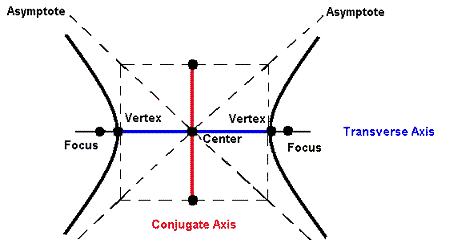 Asymptote
Asymptote
Vertex
Vertex
Transverse Axis
Focus
Center
Focus
Conjugate Axis